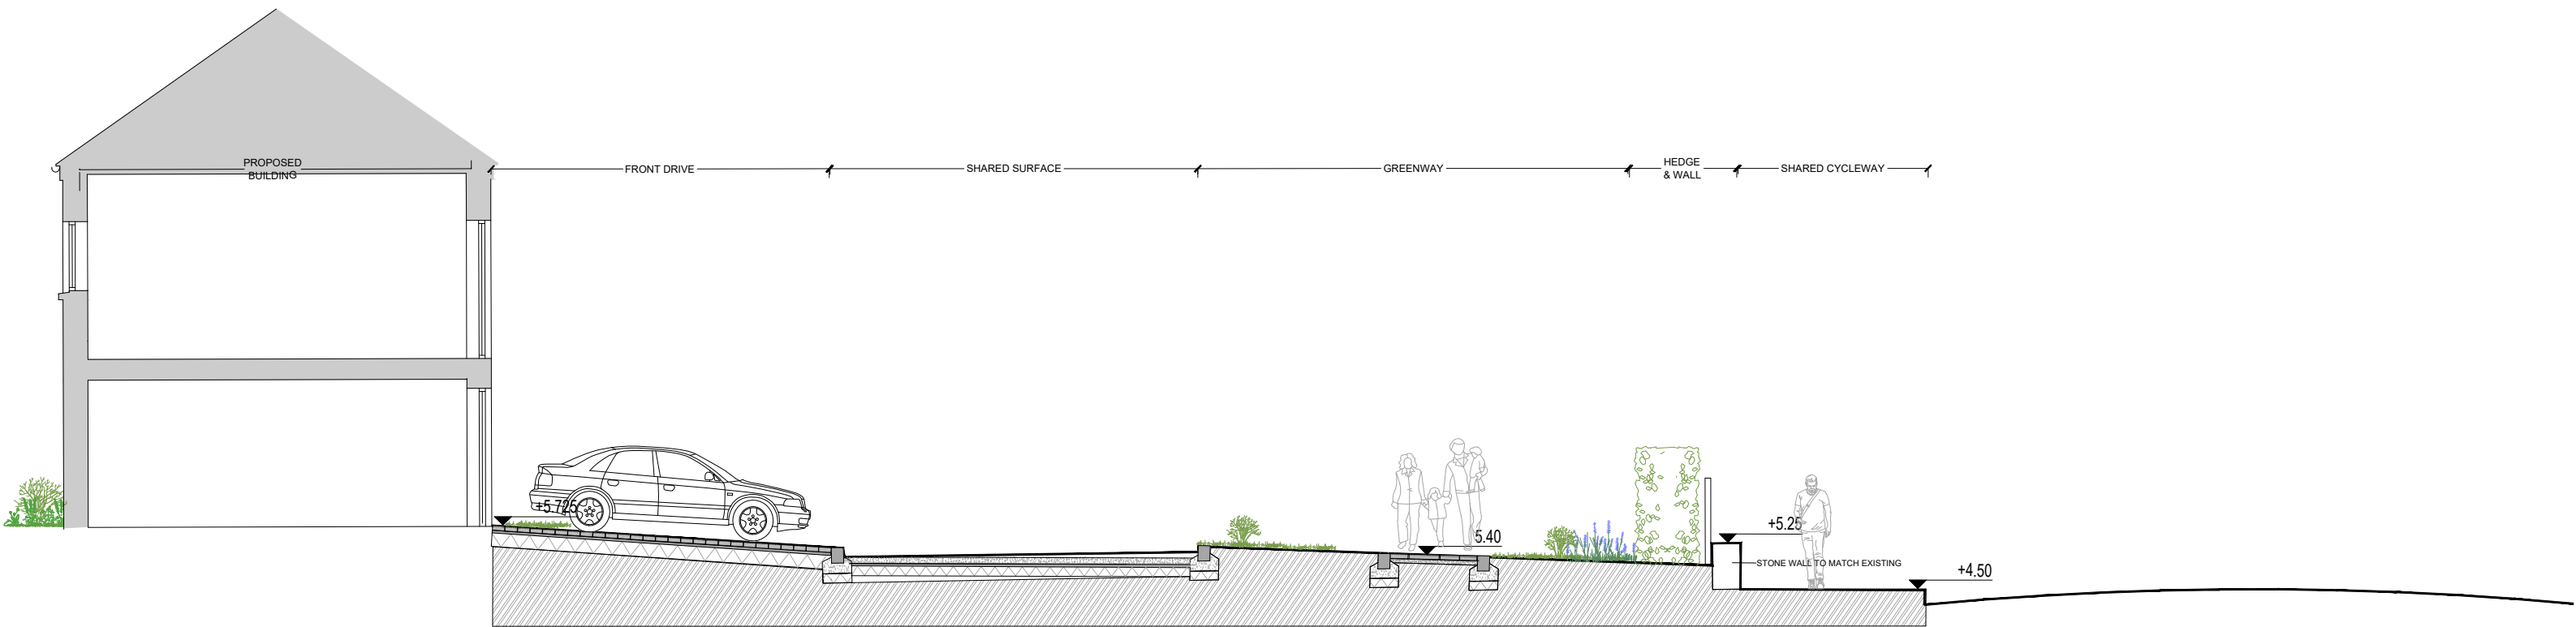 PROPOSED
BUILDING
FRONT DRIVE
SHARED SURFACE
GREENWAY
HEDGE
& WALL
SHARED CYCLEWAY
+5.725
5.40
+5.25
STONE WALL TO MATCH EXISTING
+4.50